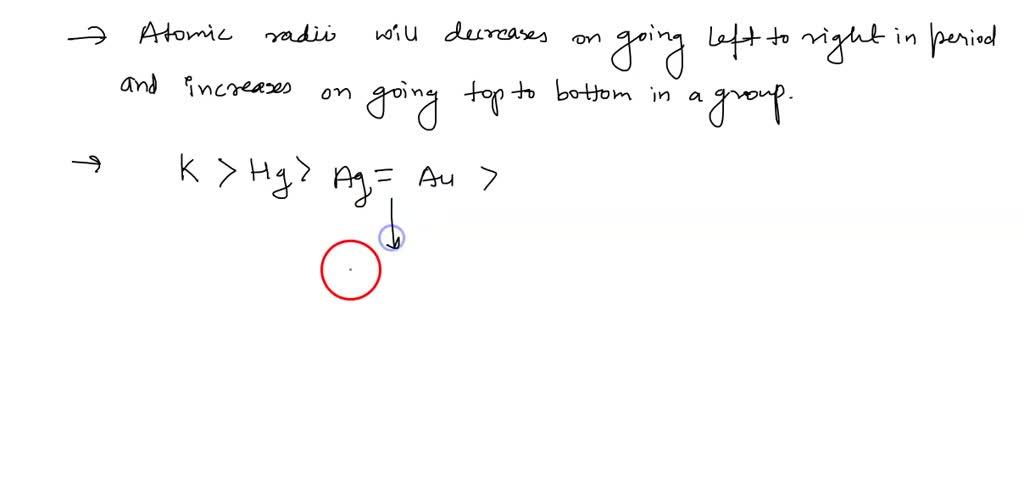 → Atomic radii will decreases on going left to right in period
and increases on going top to bottom in a group.
→ K > Hg > Ag = Au >